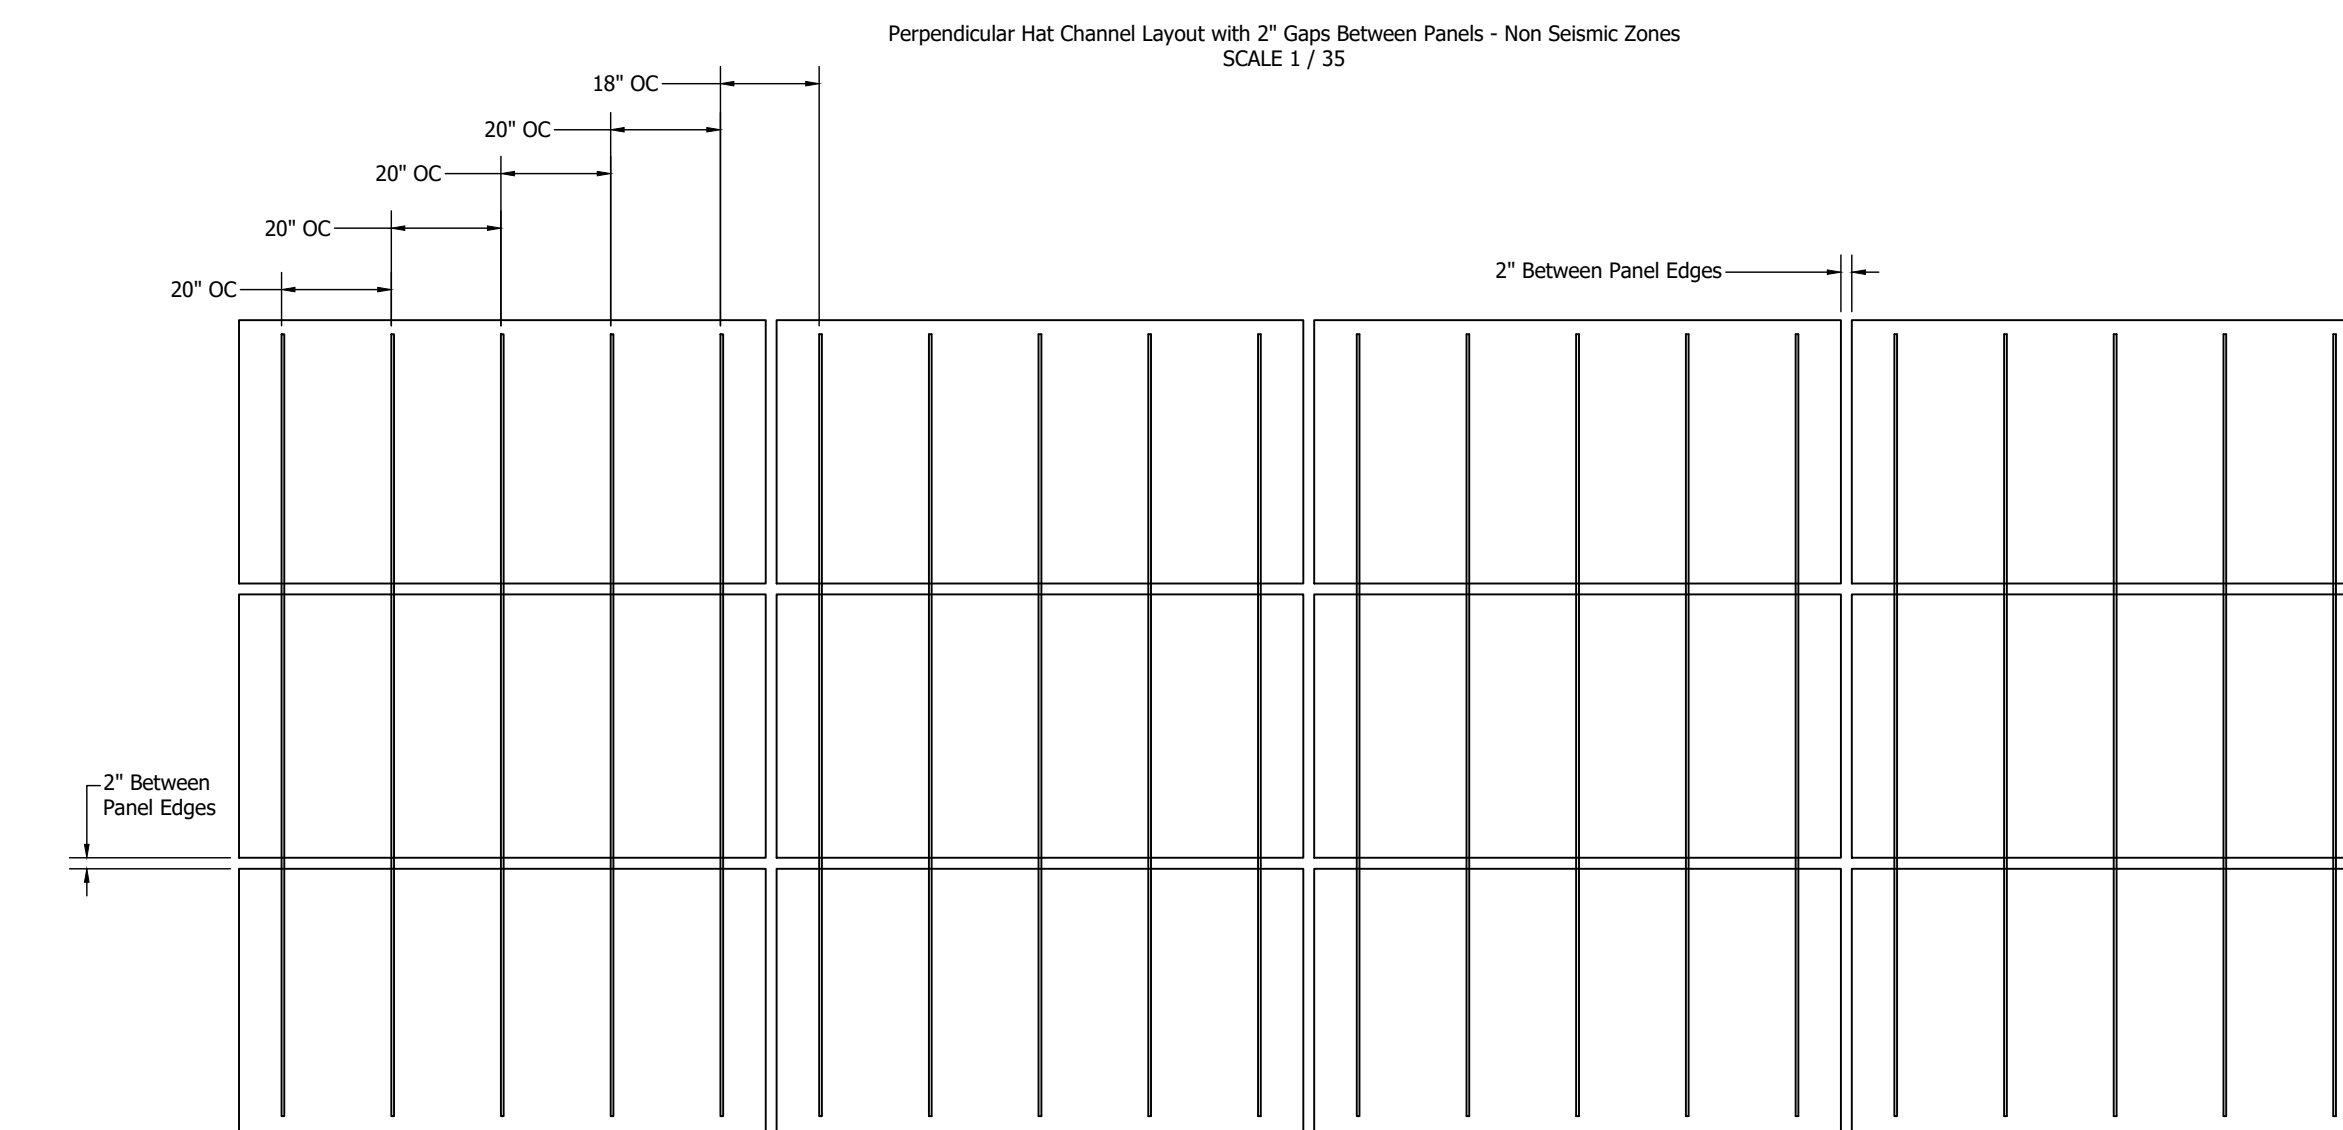 Perpendicular Hat Channel Layout with 2" Gaps Between Panels - Non Seismic Zones
SCALE 1 / 35
18" OC
20" OC
20" OC
20" OC
20" OC
2" Between Panel Edges
2" Between
Panel Edges